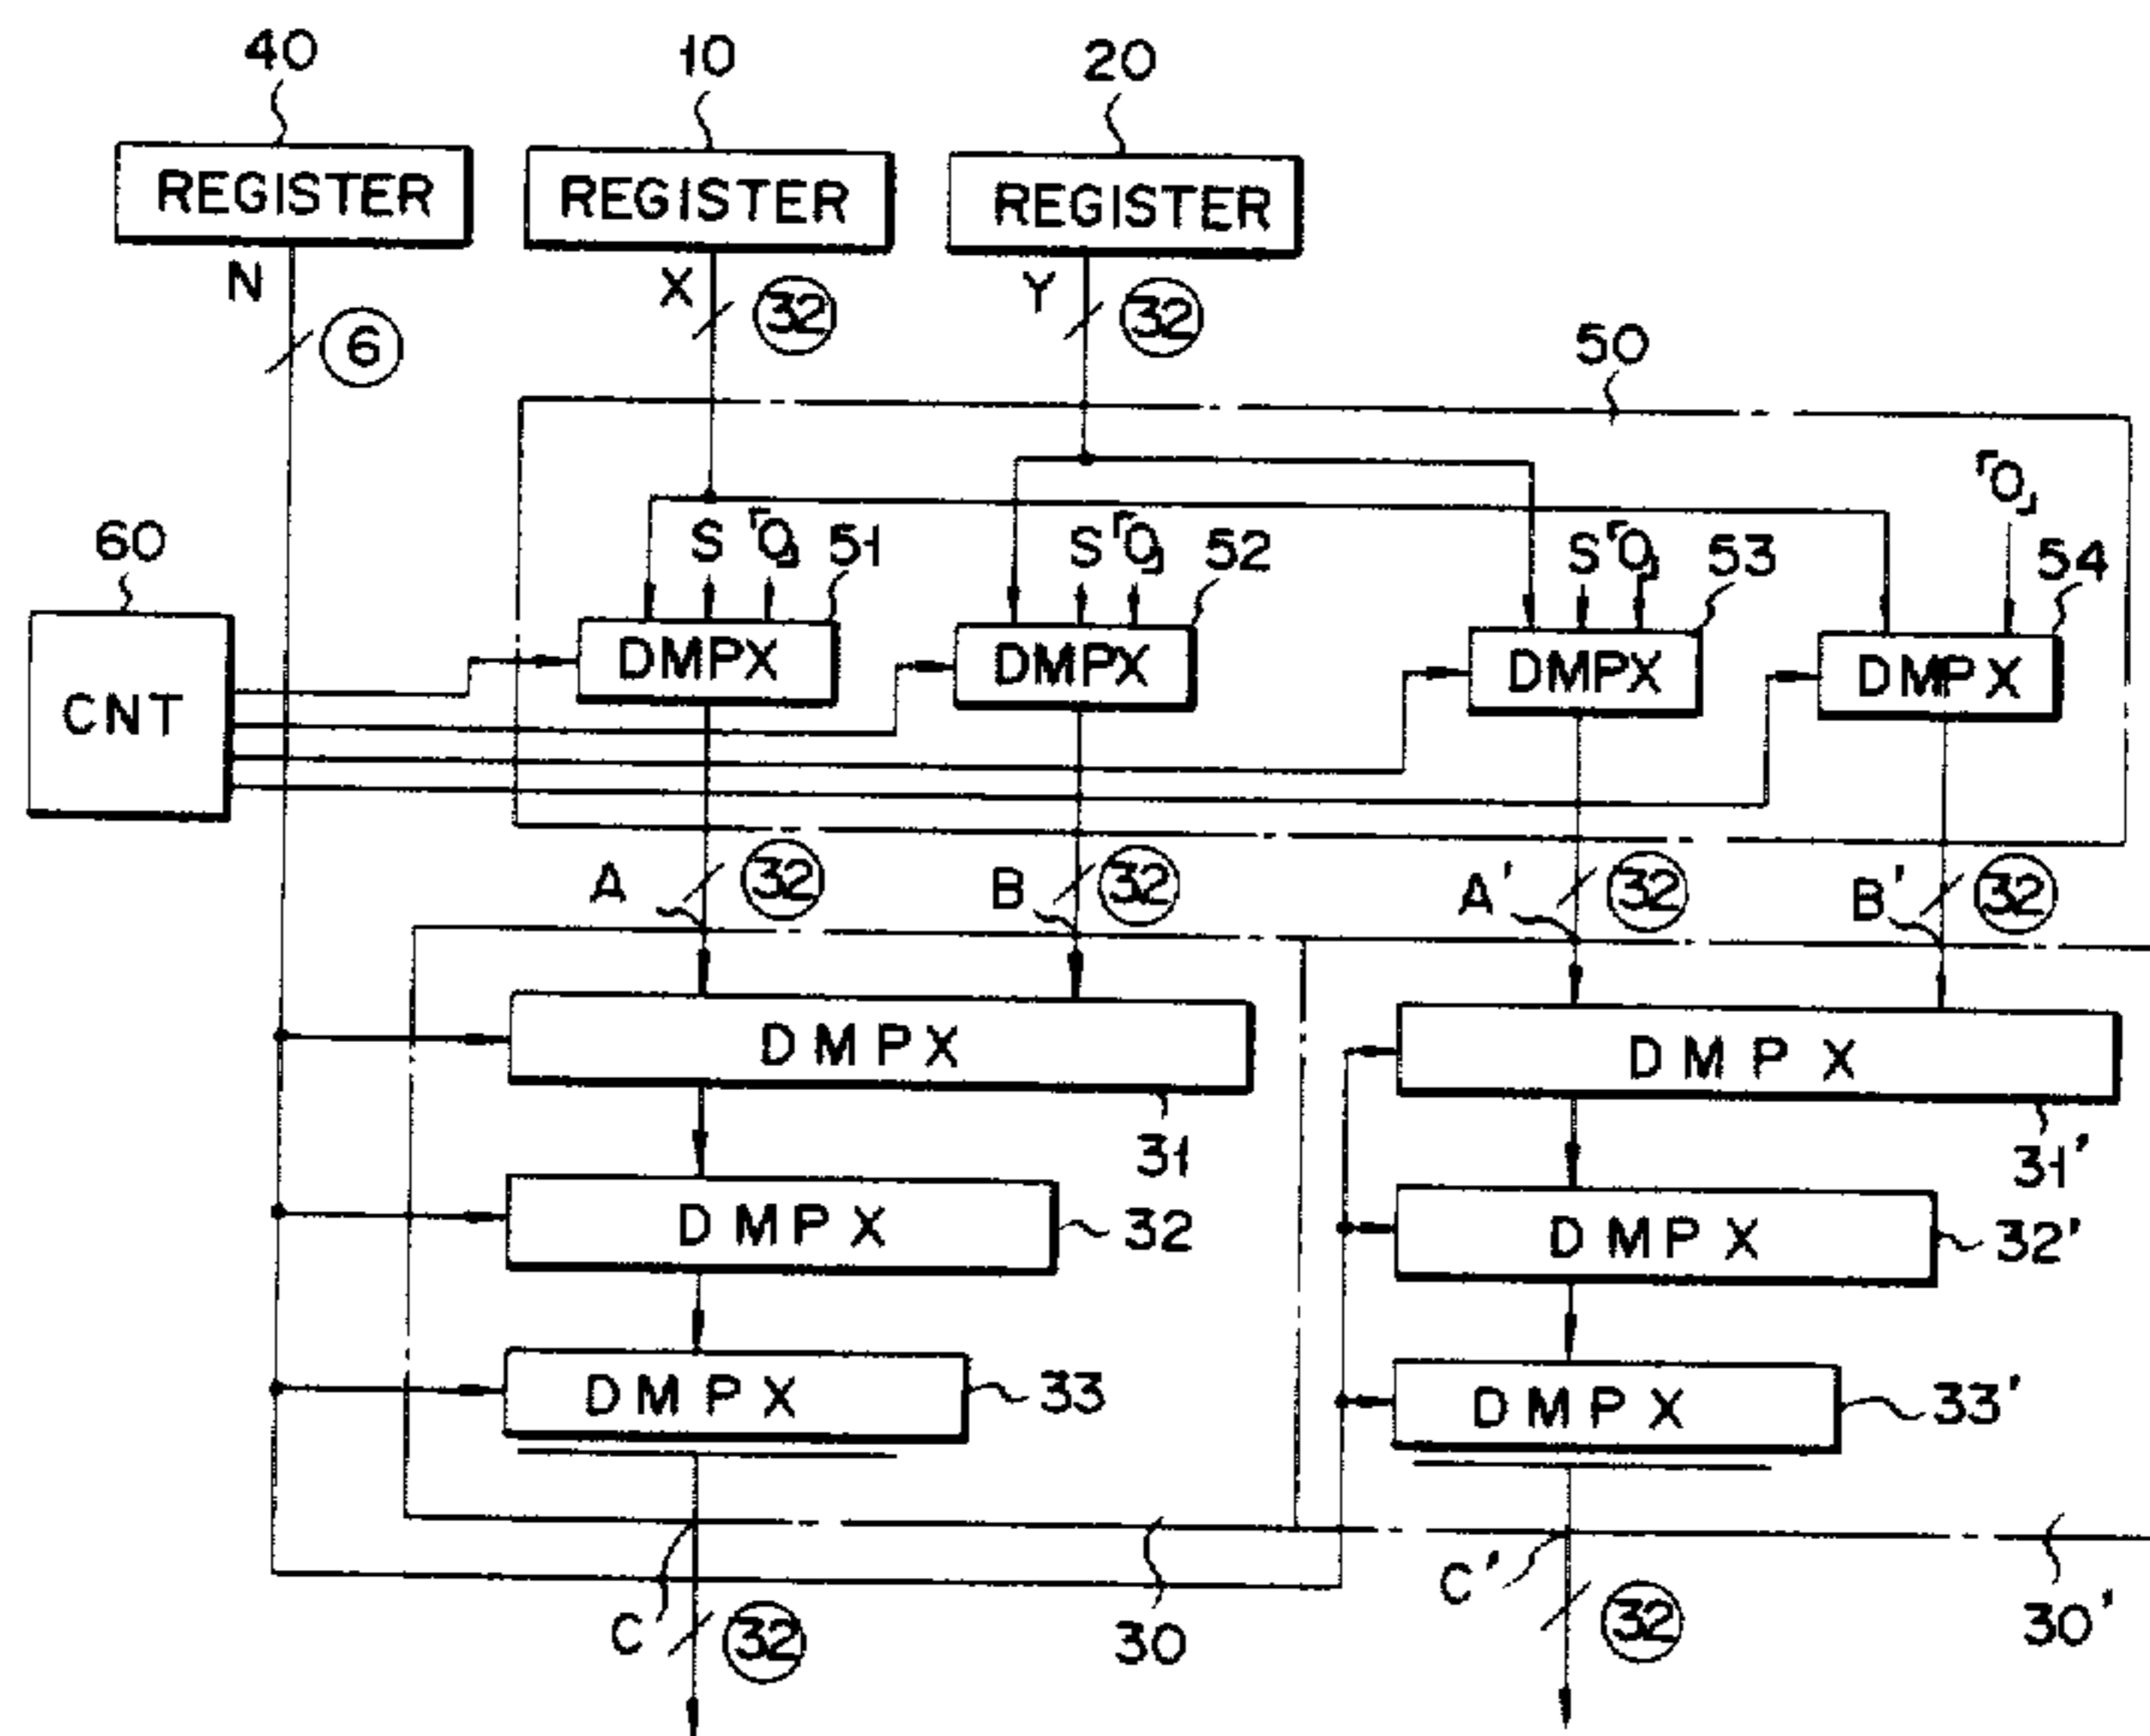 40 10 20
REGISTER REGISTER REGISTER
N X 32 Y 32
6
50
「0」
60 S「0」 51 S「0」 52 S「0」 53 54
CNT DMPX DMPX DMPX DMPX
A 32 B 32 A' 32 B' 32
DMPX DMPX
31 31'
DMPX 32 DMPX 32'
DMPX 33 DMPX 33'
C 32 30 C' 32 30'